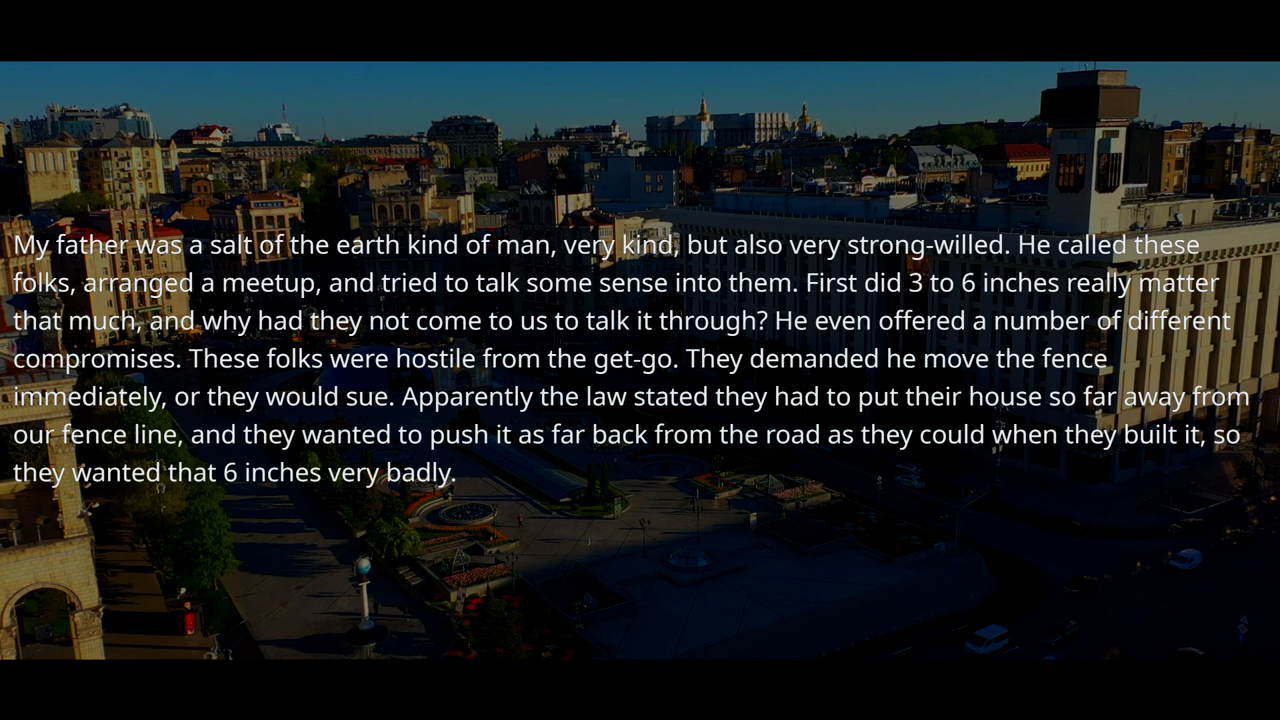 My father was a salt of the earth kind of man, very kind, but also very strong-willed. He called these
folks, arranged a meetup, and tried to talk some sense into them. First did 3 to 6 inches really matter
that much, and why had they not come to us to talk it through? He even offered a number of different
compromises. These folks were hostile from the get-go. They demanded he move the fence
immediately, or they would sue. Apparently the law stated they had to put their house so far away from
our fence line, and they wanted to push it as far back from the road as they could when they built it, so
they wanted that 6 inches very badly.